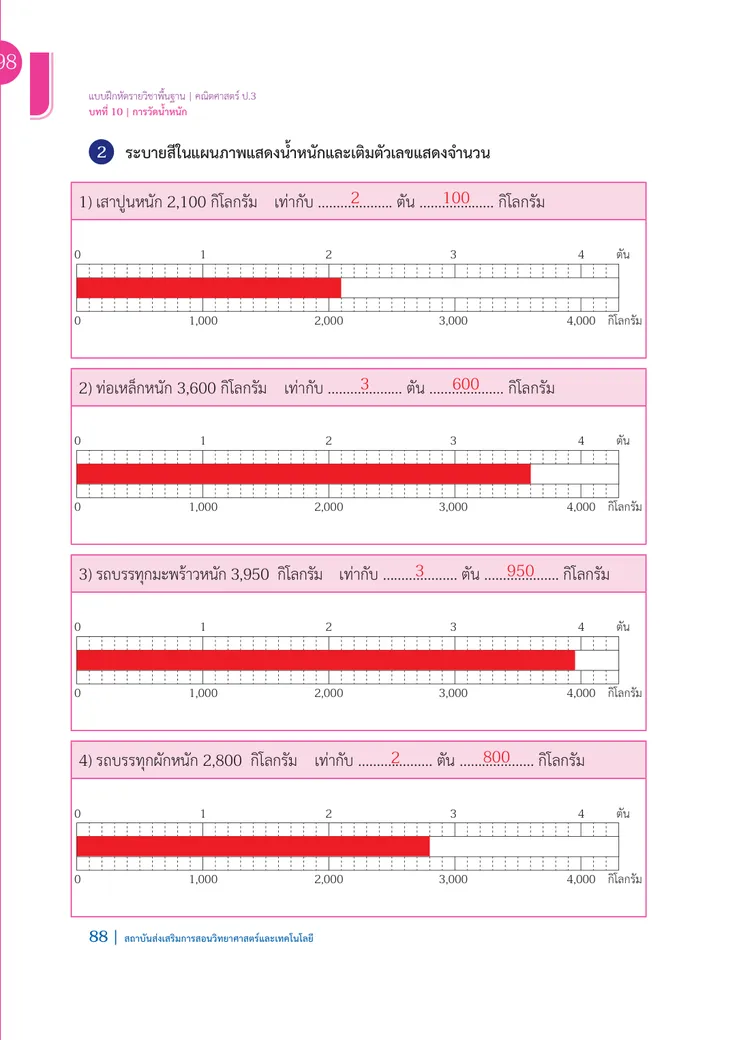 98
แบบฝึกหัดรายวิชาพื้นฐาน | คณิตศาสตร์ ป.3
บทที่ 10 | การวัดน้ำหนัก
2 ระบายสีในแผนภาพแสดงน้ำหนักและเติมตัวเลขแสดงจำนวน
1) เสาปูนหนัก 2,100 กิโลกรัม เท่ากับ .........2......... ตัน .........100......... กิโลกรัม
0 1 2 3 4 ตัน
0 1,000 2,000 3,000 4,000 กิโลกรัม
2) ท่อเหล็กหนัก 3,600 กิโลกรัม เท่ากับ .........3......... ตัน .........600......... กิโลกรัม
0 1 2 3 4 ตัน
0 1,000 2,000 3,000 4,000 กิโลกรัม
3) รถบรรทุกมะพร้าวหนัก 3,950 กิโลกรัม เท่ากับ .........3......... ตัน .........950......... กิโลกรัม
0 1 2 3 4 ตัน
0 1,000 2,000 3,000 4,000 กิโลกรัม
4) รถบรรทุกผักหนัก 2,800 กิโลกรัม เท่ากับ .........2......... ตัน .........800......... กิโลกรัม
0 1 2 3 4 ตัน
0 1,000 2,000 3,000 4,000 กิโลกรัม
88 | สถาบันส่งเสริมการสอนวิทยาศาสตร์และเทคโนโลยี